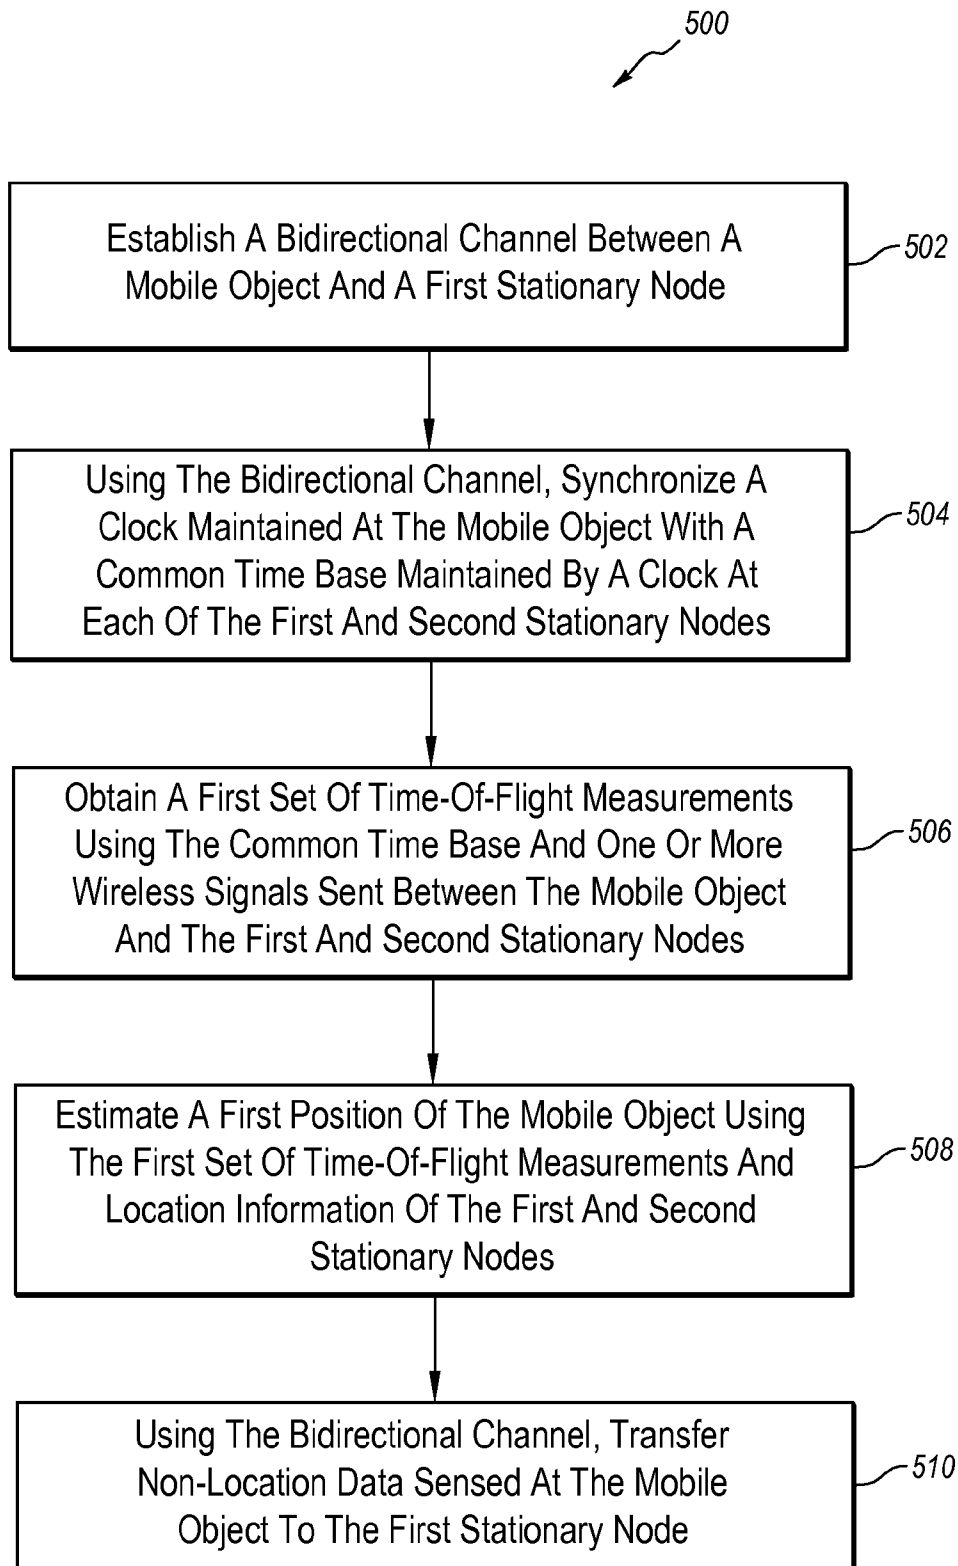 500
Establish A Bidirectional Channel Between A
Mobile Object And A First Stationary Node
502
Using The Bidirectional Channel, Synchronize A
Clock Maintained At The Mobile Object With A
Common Time Base Maintained By A Clock At
Each Of The First And Second Stationary Nodes
504
Obtain A First Set Of Time-Of-Flight Measurements
Using The Common Time Base And One Or More
Wireless Signals Sent Between The Mobile Object
And The First And Second Stationary Nodes
506
Estimate A First Position Of The Mobile Object Using
The First Set Of Time-Of-Flight Measurements And
Location Information Of The First And Second
Stationary Nodes
508
Using The Bidirectional Channel, Transfer
Non-Location Data Sensed At The Mobile
Object To The First Stationary Node
510